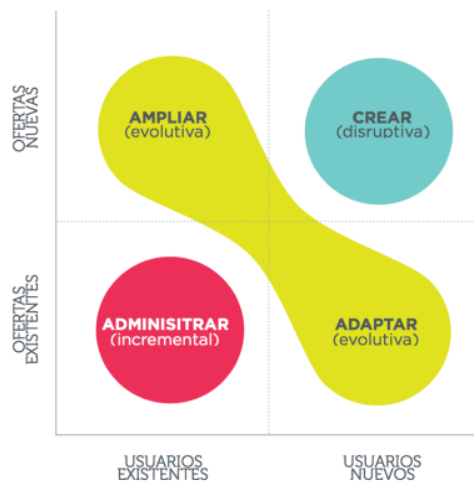 OFERTAS
NUEVAS
AMPLIAR
(evolutiva)
CREAR
(disruptiva)
OFERTAS
EXISTENTES
ADMINISITRAR
(incremental)
ADAPTAR
(evolutiva)
USUARIOS
EXISTENTES
USUARIOS
NUEVOS